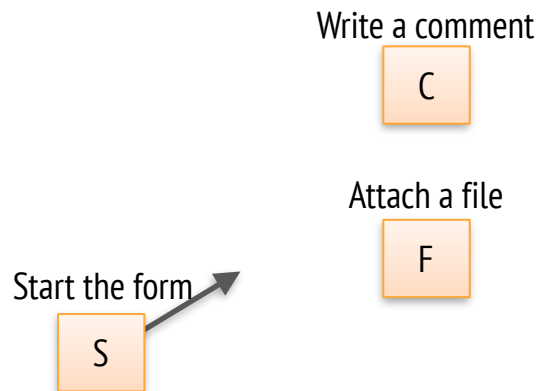 Write a comment
C
Attach a file
F
Start the form
S